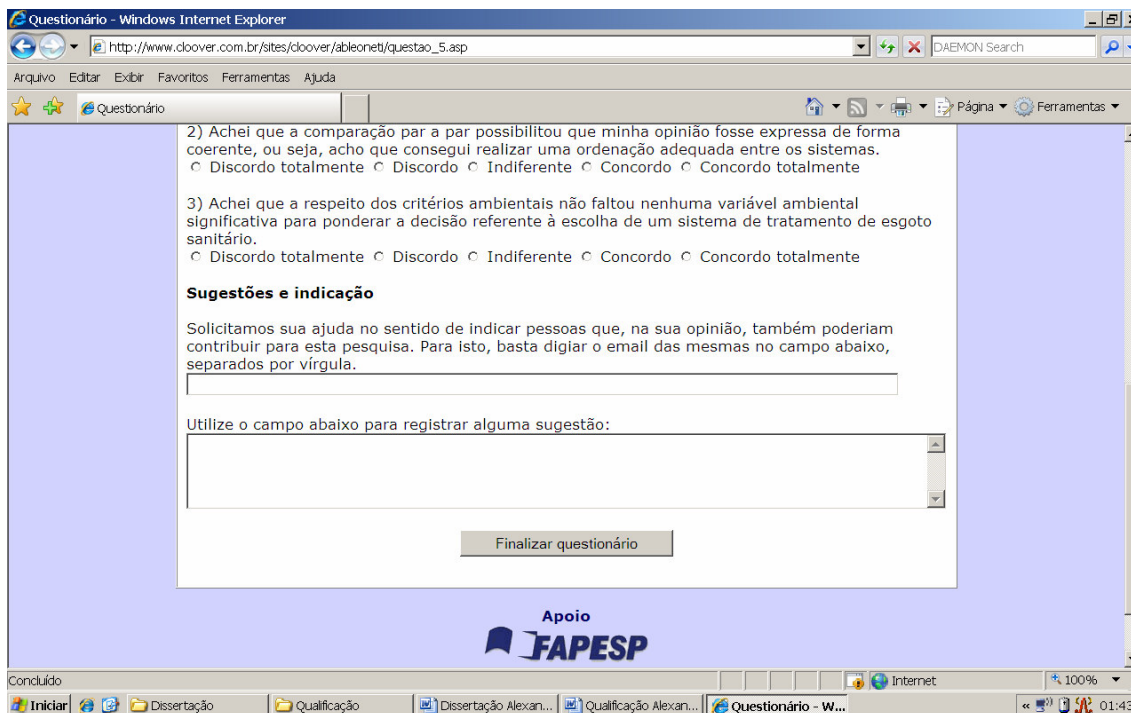 Questionário - Windows Internet Explorer
http://www.cloover.com.br/sites/cloover/ableoneti/questao_5.asp
DAEMON Search
Arquivo Editar Exibir Favoritos Ferramentas Ajuda
Questionário
Página
Ferramentas
2) Achei que a comparação par a par possibilitou que minha opinião fosse expressa de forma
coerente, ou seja, acho que consegui realizar uma ordenação adequada entre os sistemas.
Discordo totalmente Discordo Indiferente Concordo Concordo totalmente
3) Achei que a respeito dos critérios ambientais não faltou nenhuma variável ambiental
significativa para ponderar a decisão referente à escolha de um sistema de tratamento de esgoto
sanitário.
Discordo totalmente Discordo Indiferente Concordo Concordo totalmente
Sugestões e indicação
Solicitamos sua ajuda no sentido de indicar pessoas que, na sua opinião, também poderiam
contribuir para esta pesquisa. Para isto, basta digiar o email das mesmas no campo abaixo,
separados por vírgula.
Utilize o campo abaixo para registrar alguma sugestão:
Finalizar questionário
Apoio
FAPESP
Concluído
Internet
100%
Iniciar
Dissertação
Qualificação
Dissertação Alexan...
Qualificação Alexan...
Questionário - W...
01:43